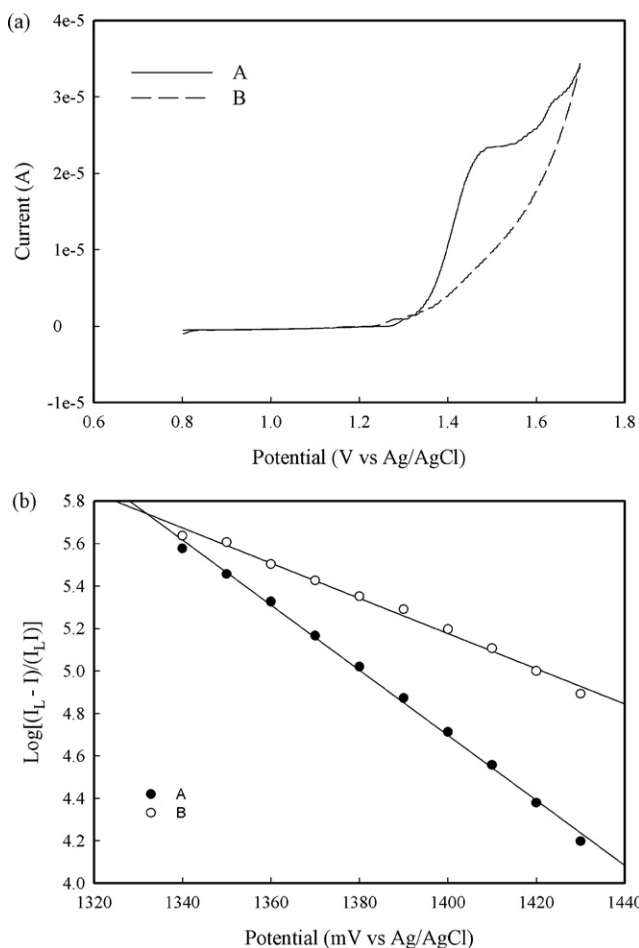 (a)
4e-5
3e-5
2e-5
1e-5
0
-1e-5
Current (A)
A
B
0.6 0.8 1.0 1.2 1.4 1.6 1.8
Potential (V vs Ag/AgCl)
(b)
5.8
5.6
5.4
5.2
5.0
4.8
4.6
4.4
4.2
4.0
Log[(I_L - I)/(I_L I)]
A
B
1320 1340 1360 1380 1400 1420 1440
Potential (mV vs Ag/AgCl)